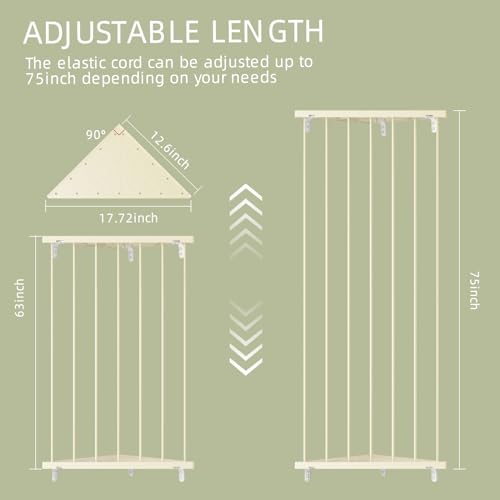 ADJUSTABLE LENGTH
The elastic cord can be adjusted up to
75inch depending on your needs
90°
12.6inch
17.72inch
63inch
75inch